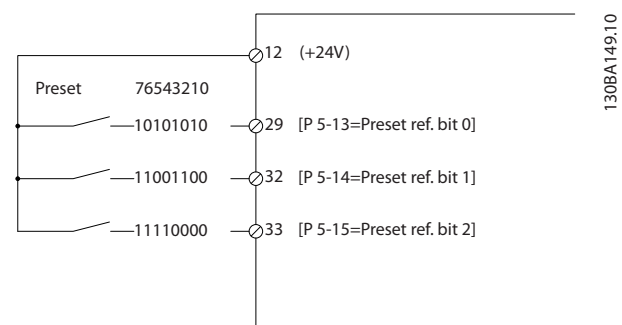 12 (+24V)
Preset 76543210
10101010 29 [P 5-13=Preset ref. bit 0]
11001100 32 [P 5-14=Preset ref. bit 1]
11110000 33 [P 5-15=Preset ref. bit 2]
130BA149.10